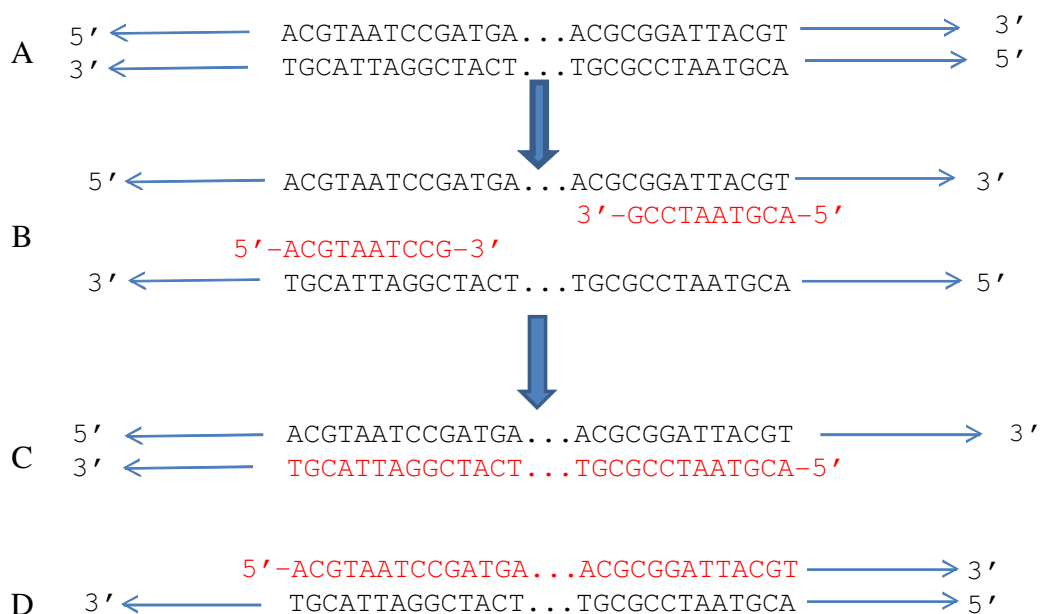 5′ ACGTAATCCGATGA...ACGCGGATTACGT 3′
A
3′ TGCATTAGGCTACT...TGCGCCTAATGCA 5′
5′ ACGTAATCCGATGA...ACGCGGATTACGT 3′
3′-GCCTAATGCA-5′
B
5′-ACGTAATCCG-3′
3′ TGCATTAGGCTACT...TGCGCCTAATGCA 5′
5′ ACGTAATCCGATGA...ACGCGGATTACGT 3′
C
3′ TGCATTAGGCTACT...TGCGCCTAATGCA-5′
5′-ACGTAATCCGATGA...ACGCGGATTACGT 3′
D
3′ TGCATTAGGCTACT...TGCGCCTAATGCA 5′